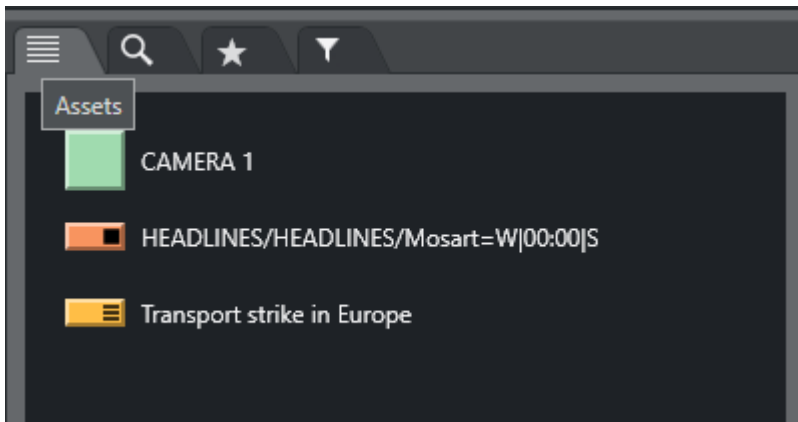 Assets
CAMERA 1
HEADLINES/HEADLINES/Mosart=W|00:00|S
Transport strike in Europe